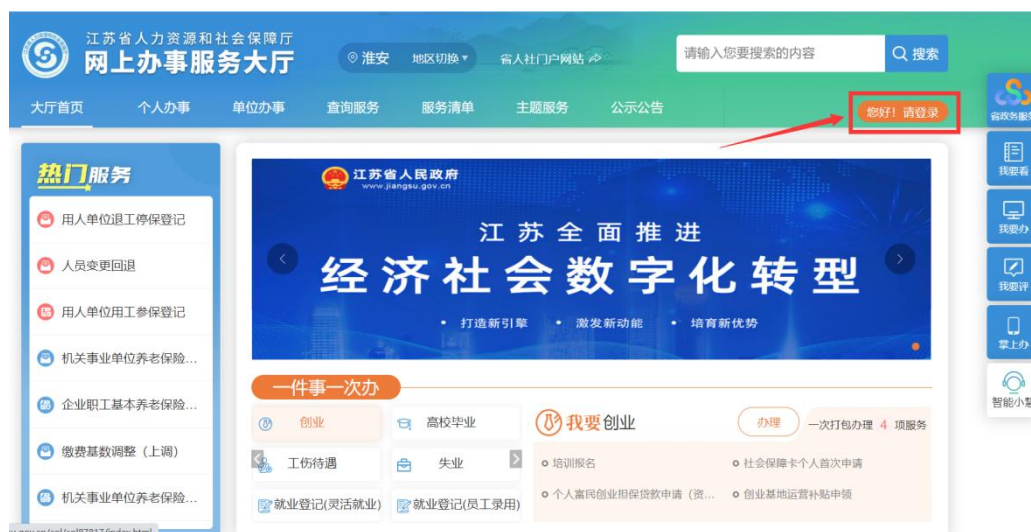 江苏省人力资源和社会保障厅
网上办事服务大厅
淮安 地区切换 省人社门户网站
请输入您要搜索的内容 搜索
大厅首页 个人办事 单位办事 查询服务 服务清单 主题服务 公示公告 您好！请登录
热门服务
用人单位退工停保登记
人员变更回退
用人单位用工参保登记
机关事业单位养老保险...
企业职工基本养老保险...
缴费基数调整（上调）
机关事业单位养老保险...
江苏省人民政府
www.jiangsu.gov.cn
江苏全面推进
经济社会数字化转型
• 打造新引擎 • 激发新动能 • 培育新优势
一件事一次办
创业 高校毕业
工伤待遇 失业
就业登记(灵活就业) 就业登记(员工录用)
我要创业 办理 一次打包办理 4 项服务
培训报名 社会保障卡个人首次申请
个人富民创业担保贷款申请（资... 创业基地运营补贴申领
省政务服务
我要看
我要办
我要评
掌上办
智能小慧